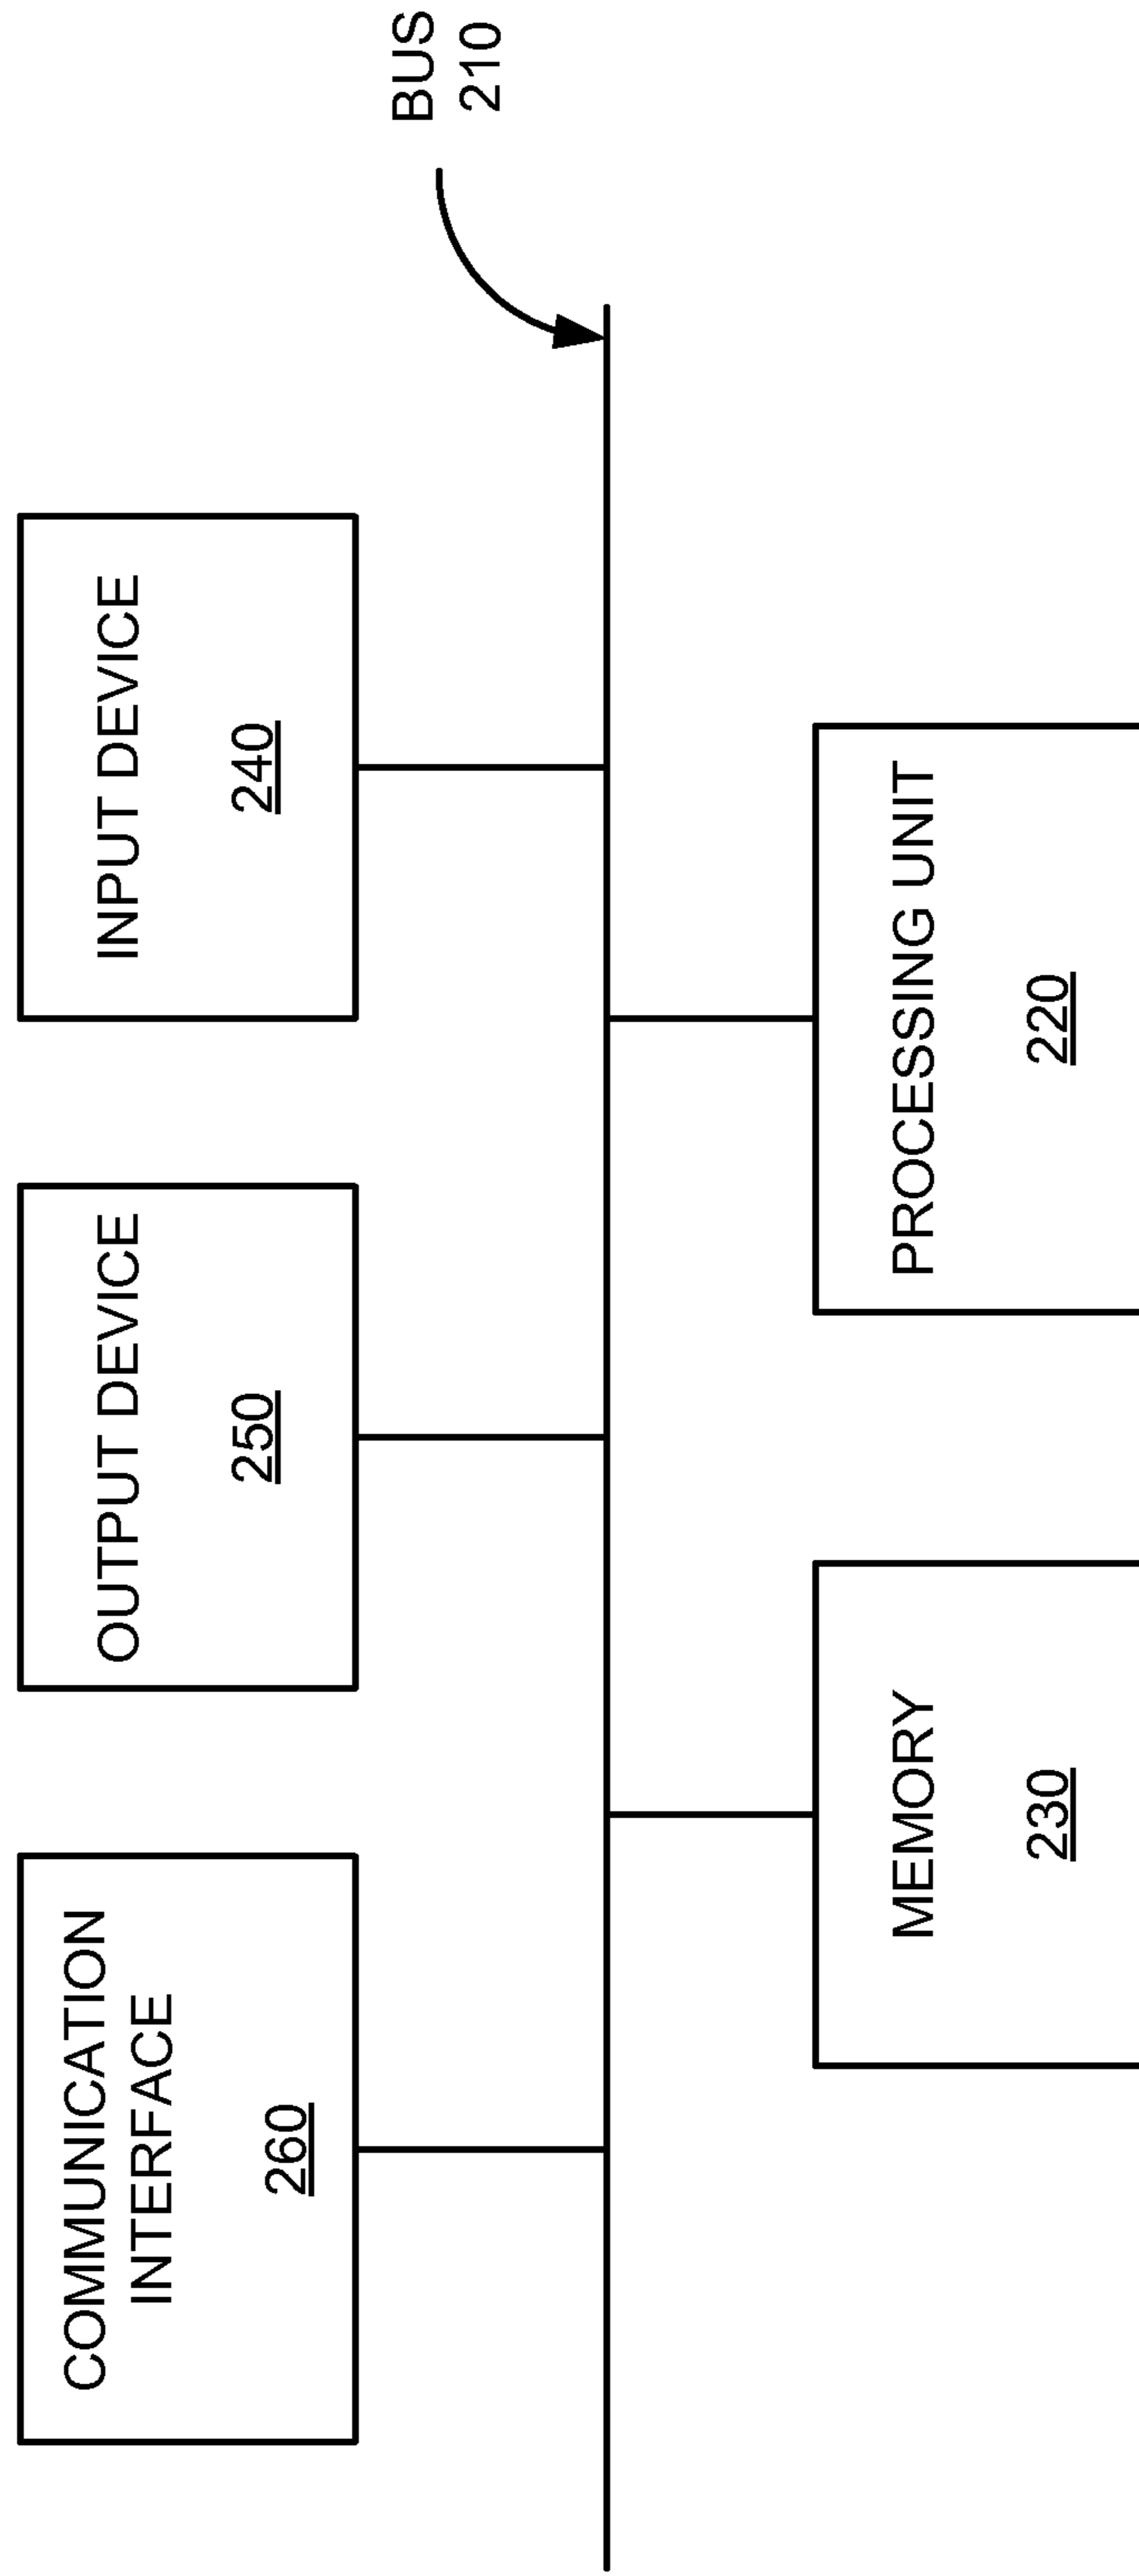 COMMUNICATION
INTERFACE
260
OUTPUT DEVICE
250
INPUT DEVICE
240
BUS
210
MEMORY
230
PROCESSING UNIT
220